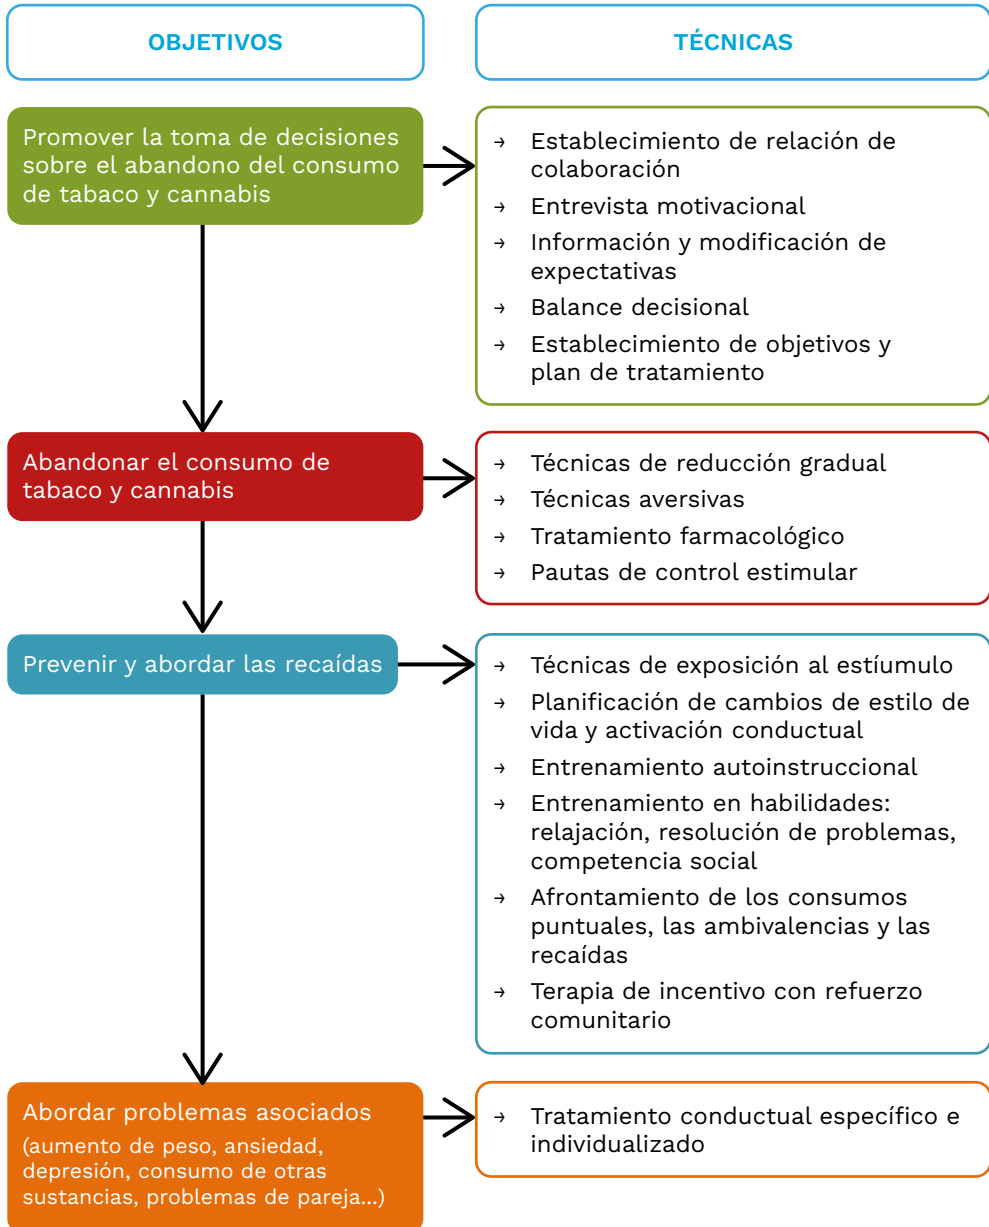 OBJETIVOS
TÉCNICAS
Promover la toma de decisiones
sobre el abandono del consumo
de tabaco y cannabis
→ Establecimiento de relación de
colaboración
→ Entrevista motivacional
→ Información y modificación de
expectativas
→ Balance decisional
→ Establecimiento de objetivos y
plan de tratamiento
Abandonar el consumo de
tabaco y cannabis
→ Técnicas de reducción gradual
→ Técnicas aversivas
→ Tratamiento farmacológico
→ Pautas de control estimular
Prevenir y abordar las recaídas
→ Técnicas de exposición al estíumulo
→ Planificación de cambios de estilo de
vida y activación conductual
→ Entrenamiento autoinstruccional
→ Entrenamiento en habilidades:
relajación, resolución de problemas,
competencia social
→ Afrontamiento de los consumos
puntuales, las ambivalencias y las
recaídas
→ Terapia de incentivo con refuerzo
comunitario
Abordar problemas asociados
(aumento de peso, ansiedad,
depresión, consumo de otras
sustancias, problemas de pareja...)
→ Tratamiento conductual específico e
individualizado